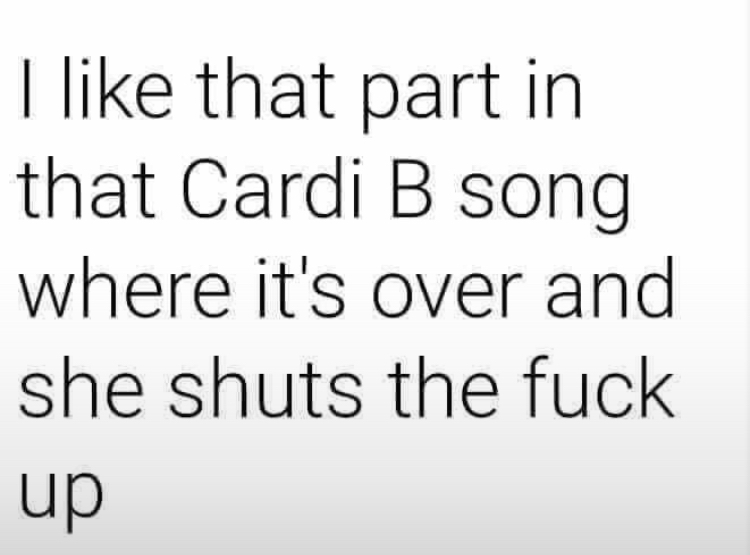 I like that part in
that Cardi B song
where it's over and
she shuts the fuck
up